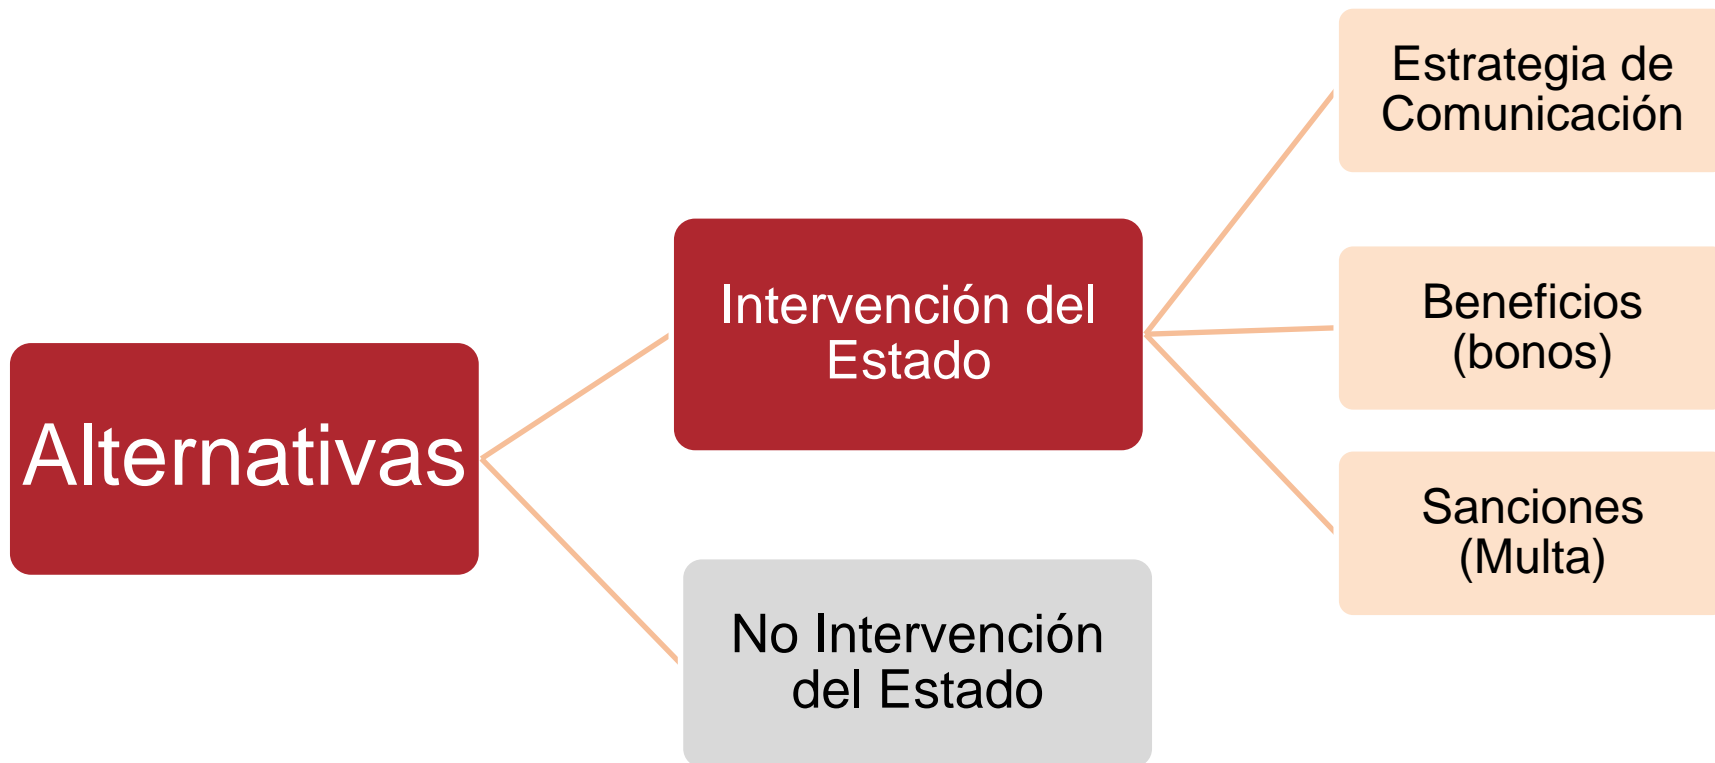 Alternativas
Intervención del
Estado
No Intervención
del Estado
Estrategia de
Comunicación
Beneficios
(bonos)
Sanciones
(Multa)